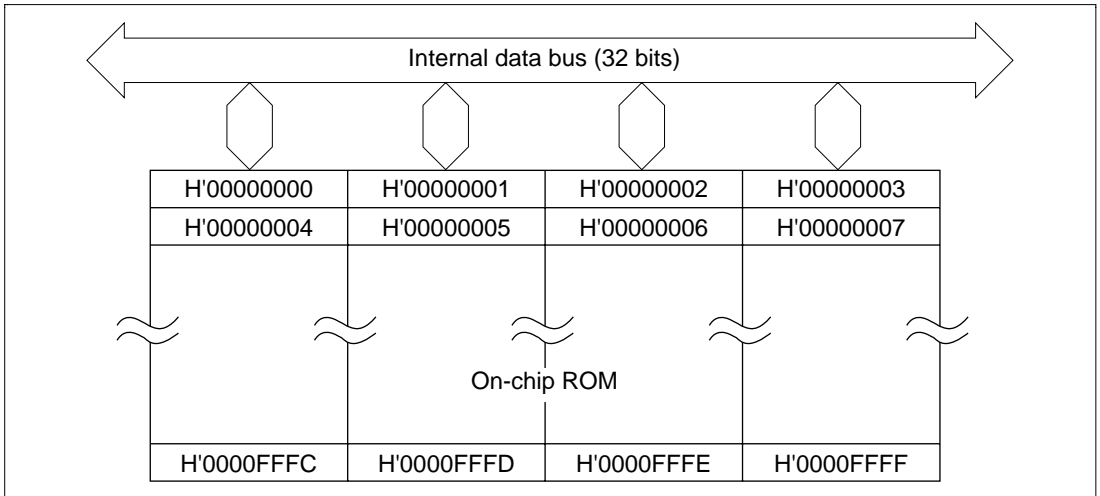 Internal data bus (32 bits)
H'00000000 H'00000001 H'00000002 H'00000003
H'00000004 H'00000005 H'00000006 H'00000007
On-chip ROM
H'0000FFFC H'0000FFFD H'0000FFFE H'0000FFFF